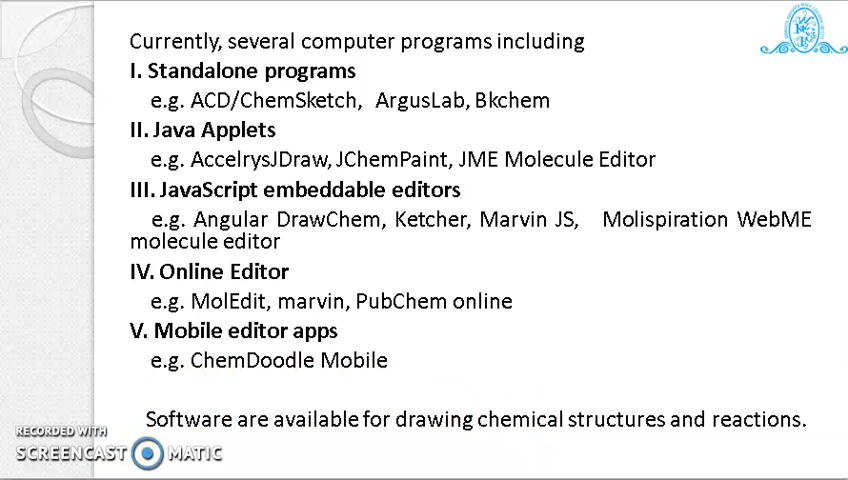 Currently, several computer programs including
I. Standalone programs
e.g. ACD/ChemSketch, ArgusLab, Bkchem
II. Java Applets
e.g. AccelrysJDraw, JChemPaint, JME Molecule Editor
III. JavaScript embeddable editors
e.g. Angular DrawChem, Ketcher, Marvin JS, Molispiration WebME
molecule editor
IV. Online Editor
e.g. MolEdit, marvin, PubChem online
V. Mobile editor apps
e.g. ChemDoodle Mobile
Software are available for drawing chemical structures and reactions.
RECORDED WITH
SCREENCAST MATIC